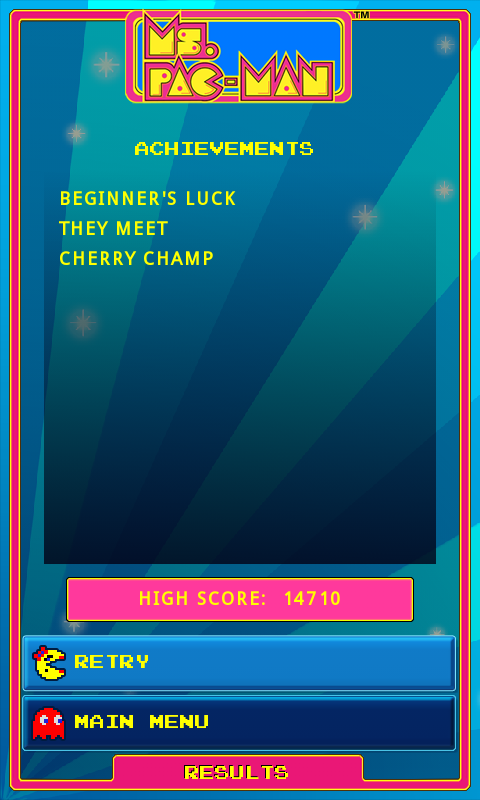 Ms.
PAC-MAN
TM
ACHIEVEMENTS
BEGINNER'S LUCK
THEY MEET
CHERRY CHAMP
HIGH SCORE: 14710
RETRY
MAIN MENU
RESULTS